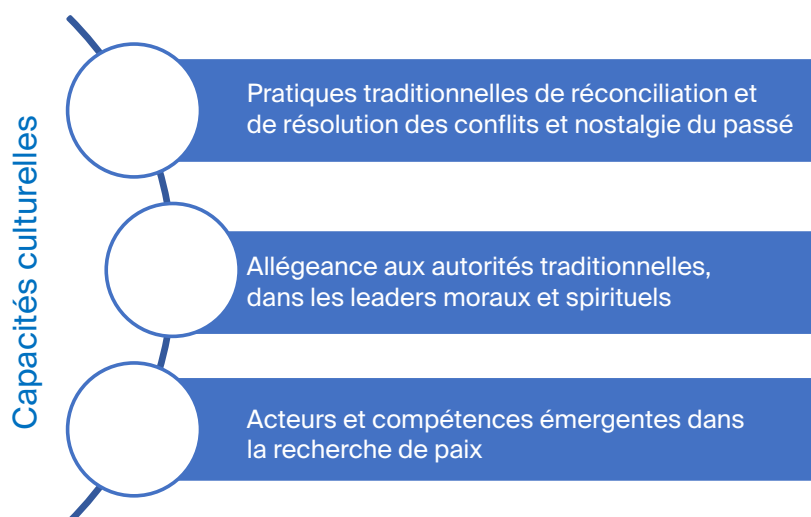 Capacités culturelles
Pratiques traditionnelles de réconciliation et
de résolution des conflits et nostalgie du passé
Allégeance aux autorités traditionnelles,
dans les leaders moraux et spirituels
Acteurs et compétences émergentes dans
la recherche de paix